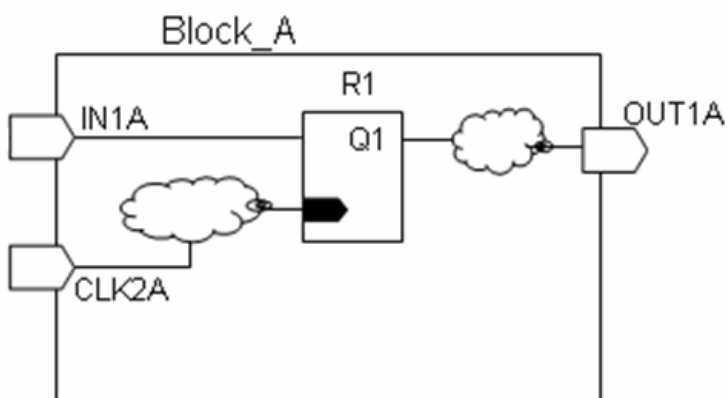 Block_A
R1
IN1A
Q1
OUT1A
CLK2A